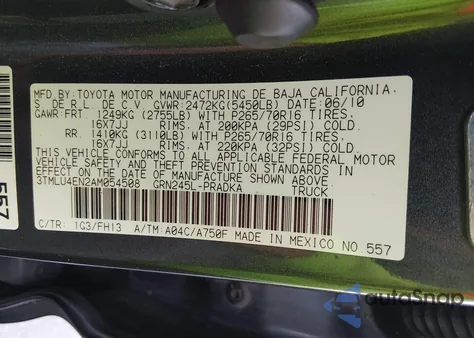 MFD. BY: TOYOTA MOTOR MANUFACTURING DE BAJA CALIFORNIA,
S. DE R.L. DE C.V. GVWR: 2472KG(5450LB) DATE: 06/10
GAWR: FRT. 1249KG (2755LB) WITH P265/70R16 TIRES,
16X7JJ RIMS, AT 200KPA (29PSI) COLD.
RR. 1410KG (3110LB) WITH P265/70R16 TIRES,
16X7JJ RIMS, AT 220KPA (32PSI) COLD.
THIS VEHICLE CONFORMS TO ALL APPLICABLE FEDERAL MOTOR
VEHICLE SAFETY AND BUMPER STANDARDS IN EFFECT ON THE
DATE OF MANUFACTURE SHOWN ABOVE.
3TMLU4EN2AM054508 GRN245L-PRADKA TRUCK
C/TR: 1G3/FH13 A/TM: A04C/A750F MADE IN MEXICO NO 557
557
autoSnap